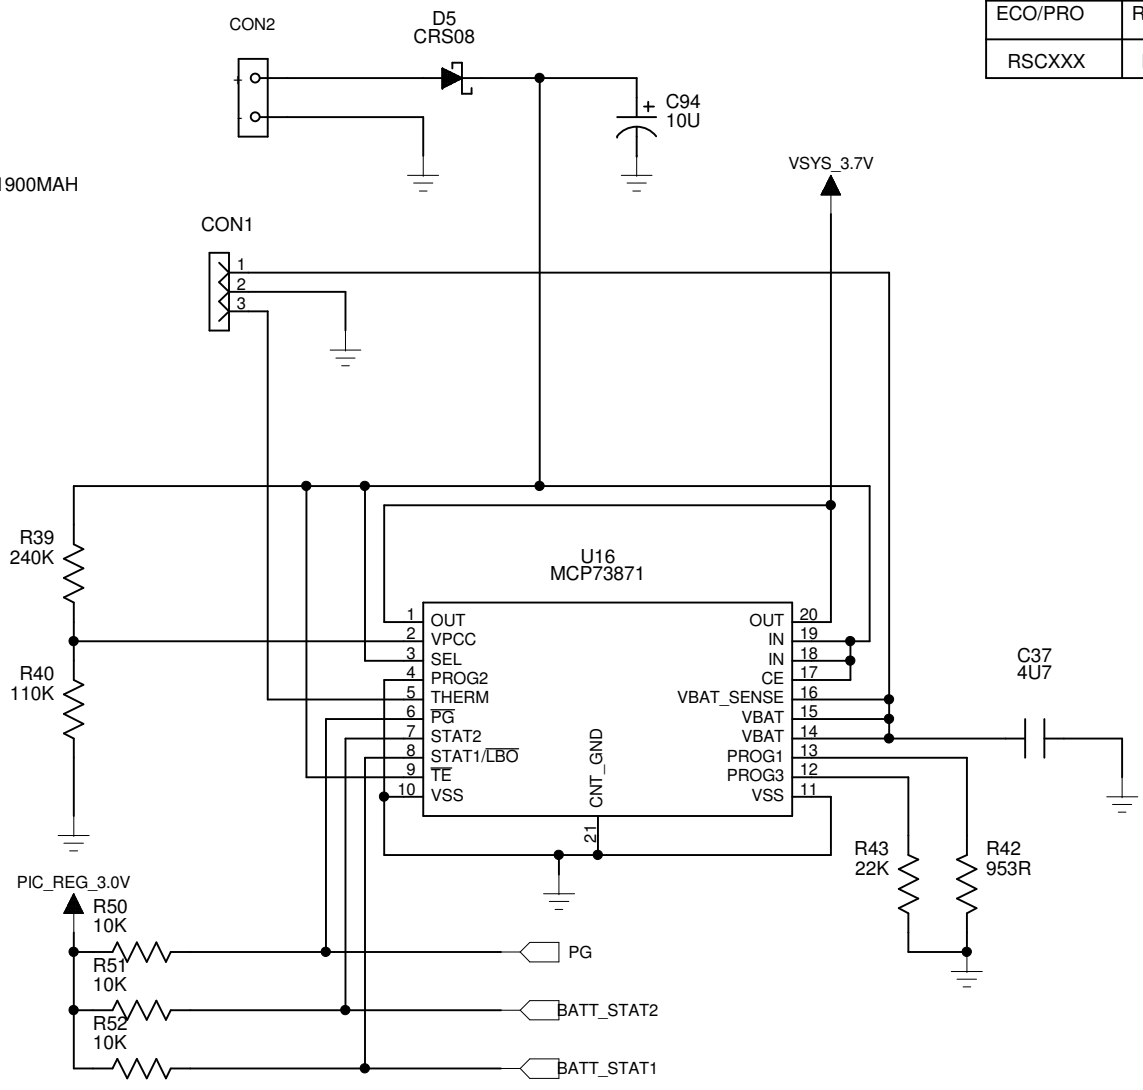 ECO/PRO
RSCXXX
CON2
D5
CRS08
+
-
+
C94
10U
1900MAH
VSYS_3.7V
CON1
1
2
3
R39
240K
R40
110K
U16
MCP73871
1 OUT
2 VPCC
3 SEL
4 PROG2
5 THERM
6 PG
7 STAT2
8 STAT1/LBO
9 TE
10 VSS
CNT_GND
21
OUT 20
IN 19
IN 18
CE 17
VBAT_SENSE 16
VBAT 15
VBAT 14
PROG1 13
PROG3 12
VSS 11
C37
4U7
R43
22K
R42
953R
PIC_REG_3.0V
R50
10K
PG
R51
10K
BATT_STAT2
R52
10K
BATT_STAT1